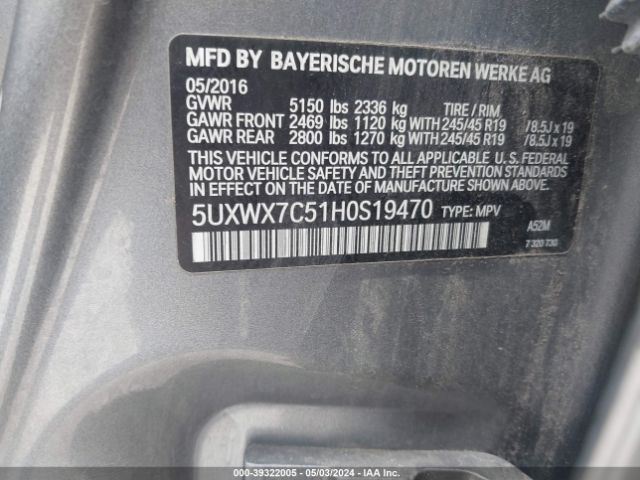 MFD BY BAYERISCHE MOTOREN WERKE AG
05/2016
GVWR 5150 lbs 2336 kg TIRE / RIM
GAWR FRONT 2469 lbs 1120 kg WITH 245/45 R19 /8.5J x 19
GAWR REAR 2800 lbs 1270 kg WITH 245/45 R19 /8.5J x 19
THIS VEHICLE CONFORMS TO ALL APPLICABLE U. S. FEDERAL
MOTOR VEHICLE SAFETY AND THEFT PREVENTION STANDARDS
IN EFFECT ON THE DATE OF MANUFACTURE SHOWN ABOVE.
5UXWX7C51H0S19470 TYPE: MPV
A52M
7 320 730
000-39322005 - 05/03/2024 - IAA Inc.